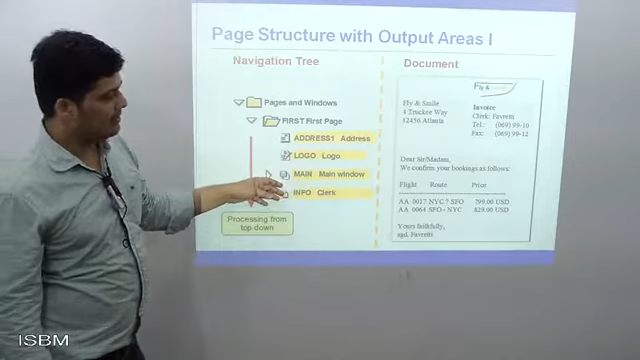 Page Structure with Output Areas I
Navigation Tree
Pages and Windows
FIRST First Page
ADDRESS1 Address
LOGO Logo
MAIN Main window
INFO Clerk
Processing from
top down
Document
Fly &
Fly & Smile
4 Truckee Way
12456 Atlanta
Invoice
Clerk: Favretti
Tel.: (069) 99-10
Fax: (069) 99-12
Dear Sir/Madam,
We confirm your bookings as follows:
Flight Route Price
AA 0017 NYC ? SFO 799.00 USD
AA 0064 SFO - NYC 829.00 USD
Yours faithfully,
sgd. Favretti
ISBM